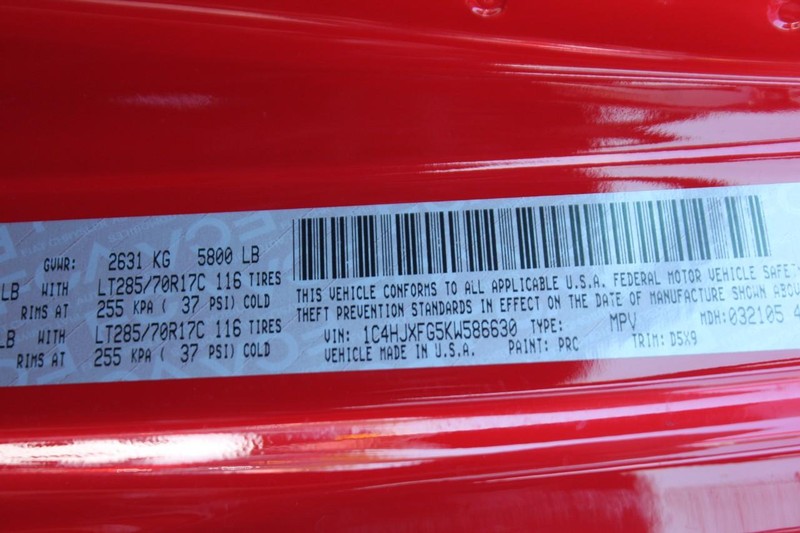 GVWR: 2631 KG 5800 LB
LB WITH LT285/70R17C 116 TIRES
RIMS AT 255 KPA ( 37 PSI) COLD
LB WITH LT285/70R17C 116 TIRES
RIMS AT 255 KPA ( 37 PSI) COLD
THIS VEHICLE CONFORMS TO ALL APPLICABLE U.S.A. FEDERAL MOTOR VEHICLE SAFETY
THEFT PREVENTION STANDARDS IN EFFECT ON THE DATE OF MANUFACTURE SHOWN ABOV
VIN: 1C4HJXFG5KW586630 TYPE: MPV MDH: 032105 4
VEHICLE MADE IN U.S.A. PAINT: PRC TRIM: D5X9